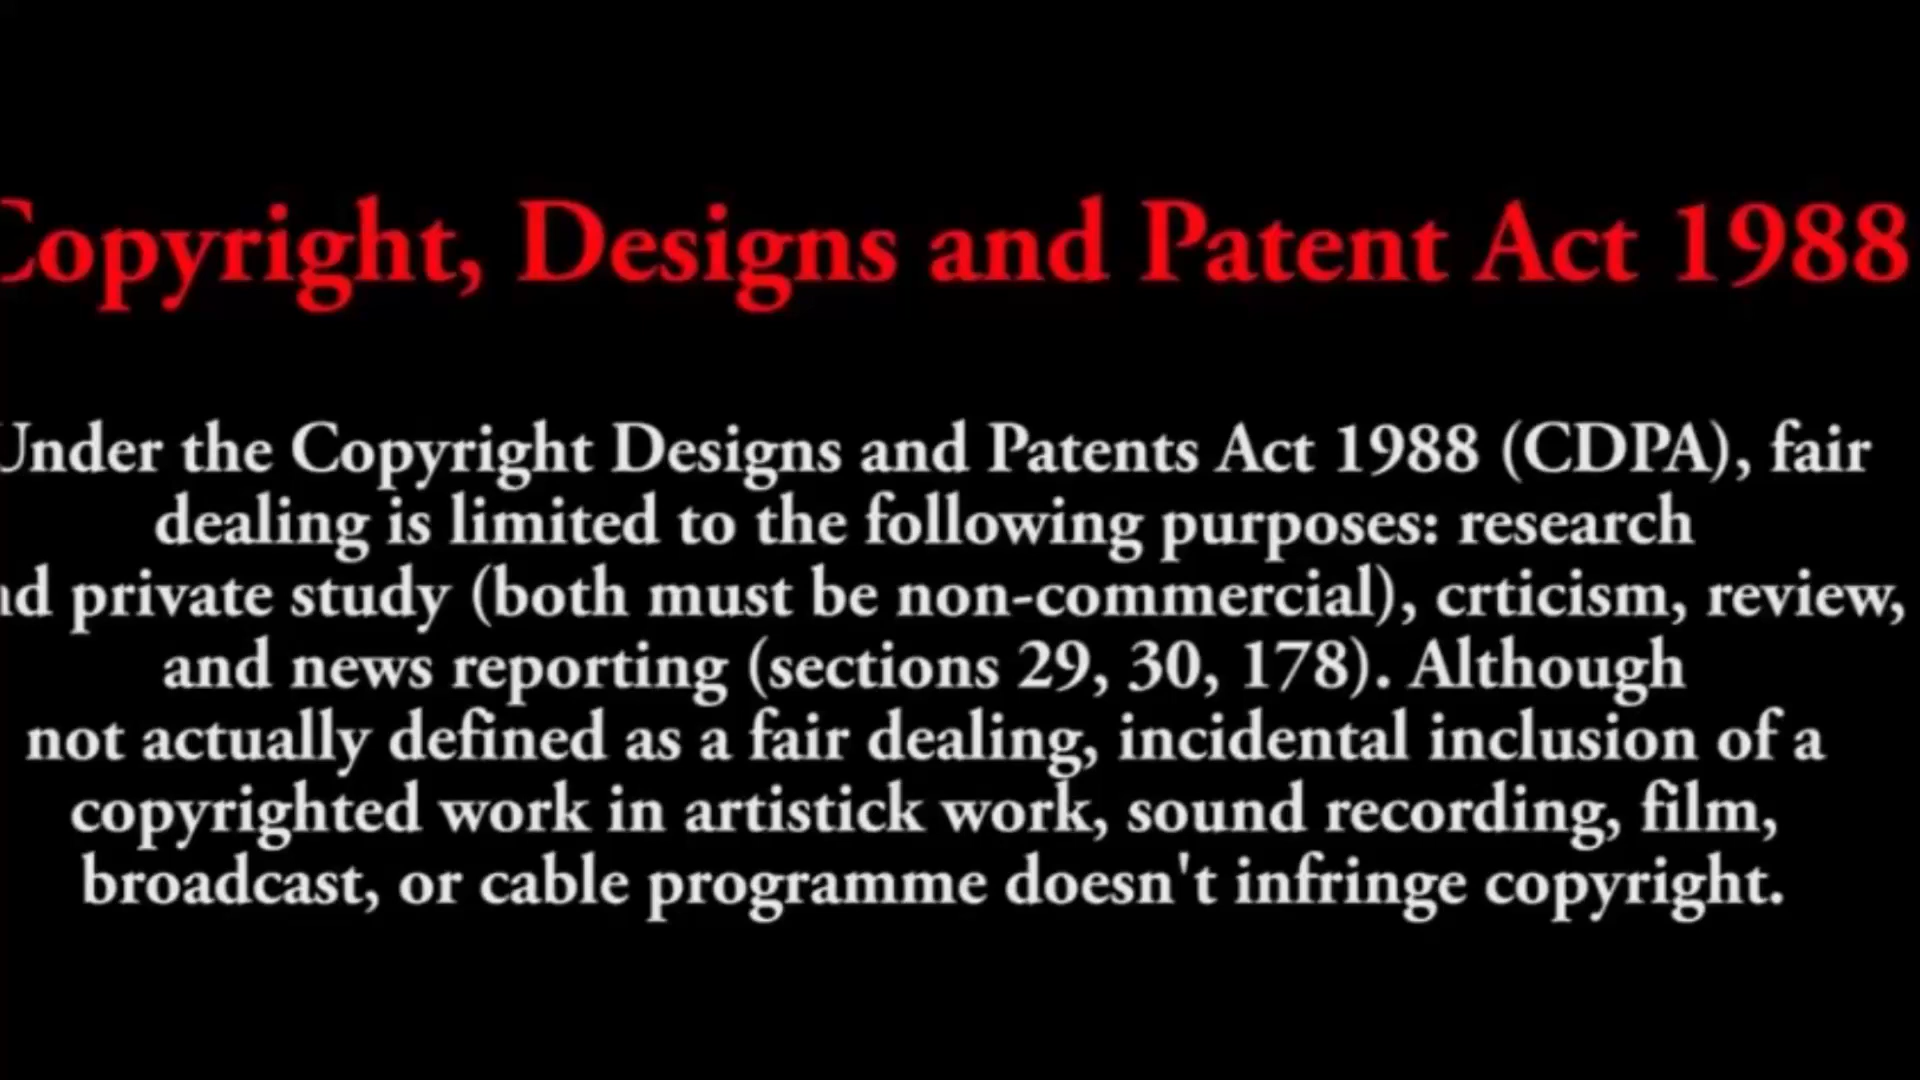 Copyright, Designs and Patent Act 1988
Under the Copyright Designs and Patents Act 1988 (CDPA), fair
dealing is limited to the following purposes: research
nd private study (both must be non-commercial), crticism, review,
and news reporting (sections 29, 30, 178). Although
not actually defined as a fair dealing, incidental inclusion of a
copyrighted work in artistick work, sound recording, film,
broadcast, or cable programme doesn't infringe copyright.